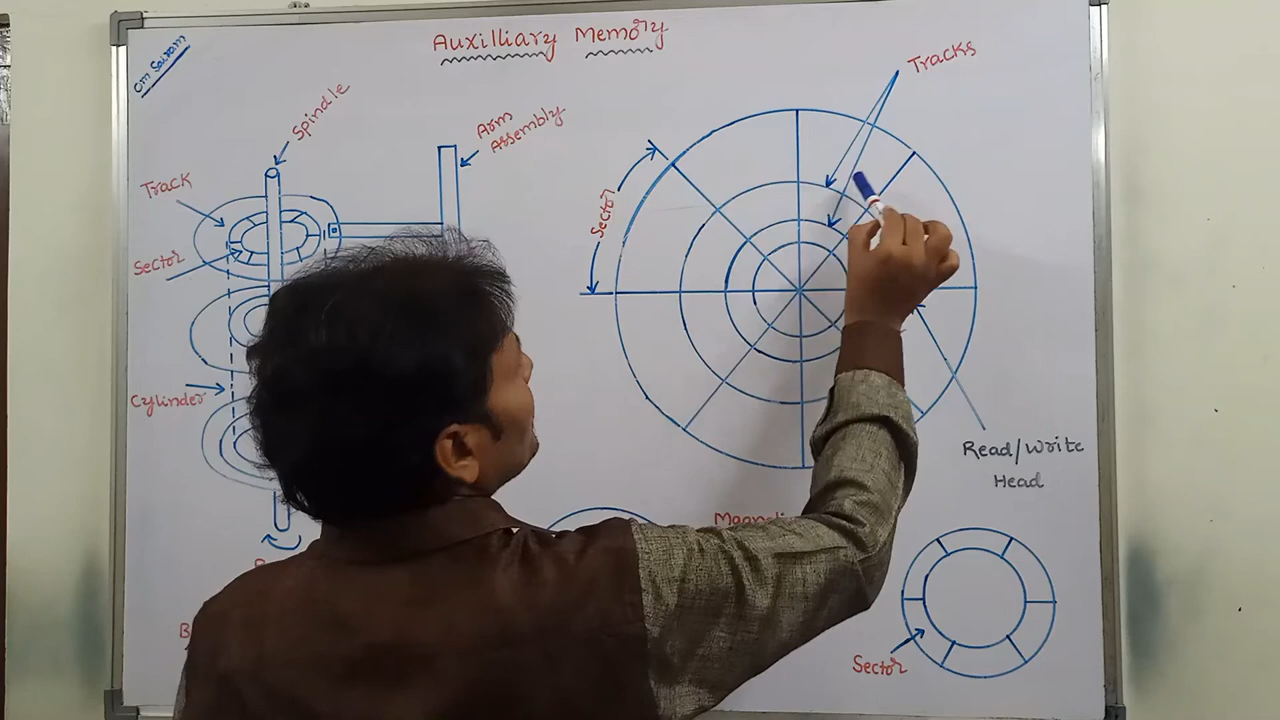 Om Sairam
Auxilliary Memory
Spindle
Arm
Assembly
Track
Sector
Cylinder
Tracks
Sector
Read/Write
Head
Sector